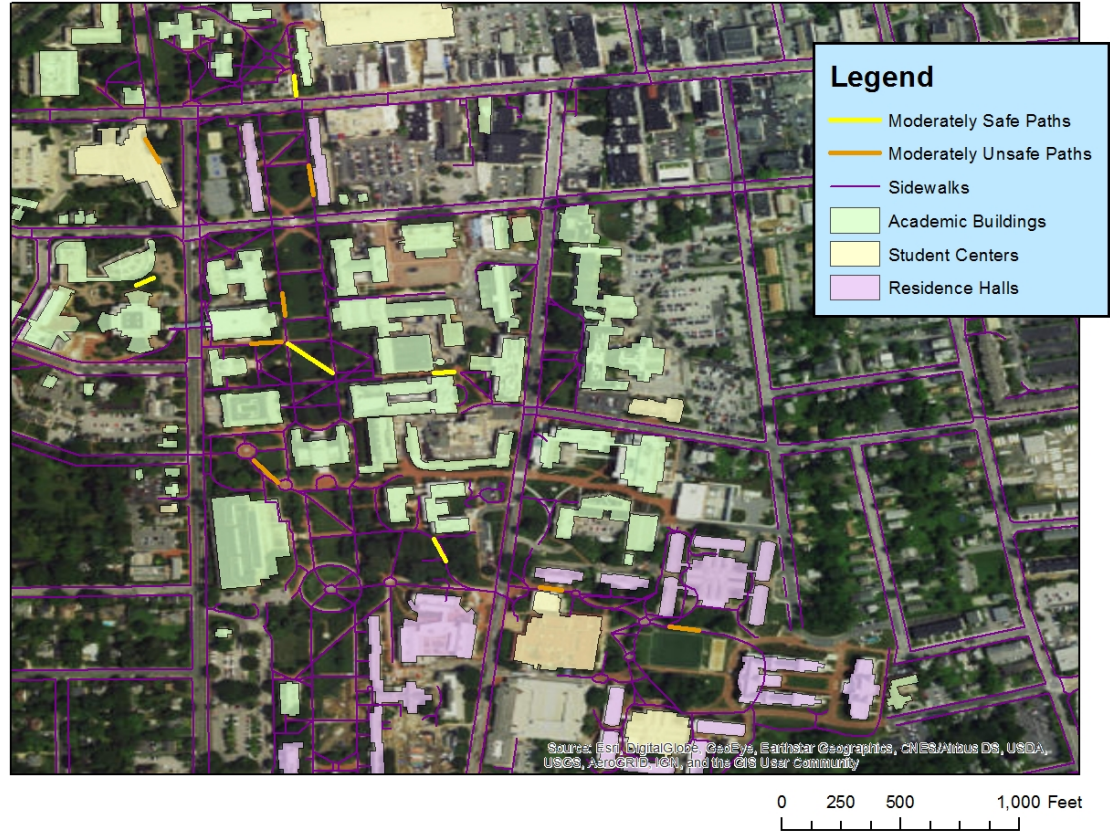 Legend
Moderately Safe Paths
Moderately Unsafe Paths
Sidewalks
Academic Buildings
Student Centers
Residence Halls
Source: Esri, DigitalGlobe, GeoEye, Earthstar Geographics, CNES/Airbus DS, USDA,
USGS, AeroGRID, IGN, and the GIS User Community
0 250 500 1,000 Feet